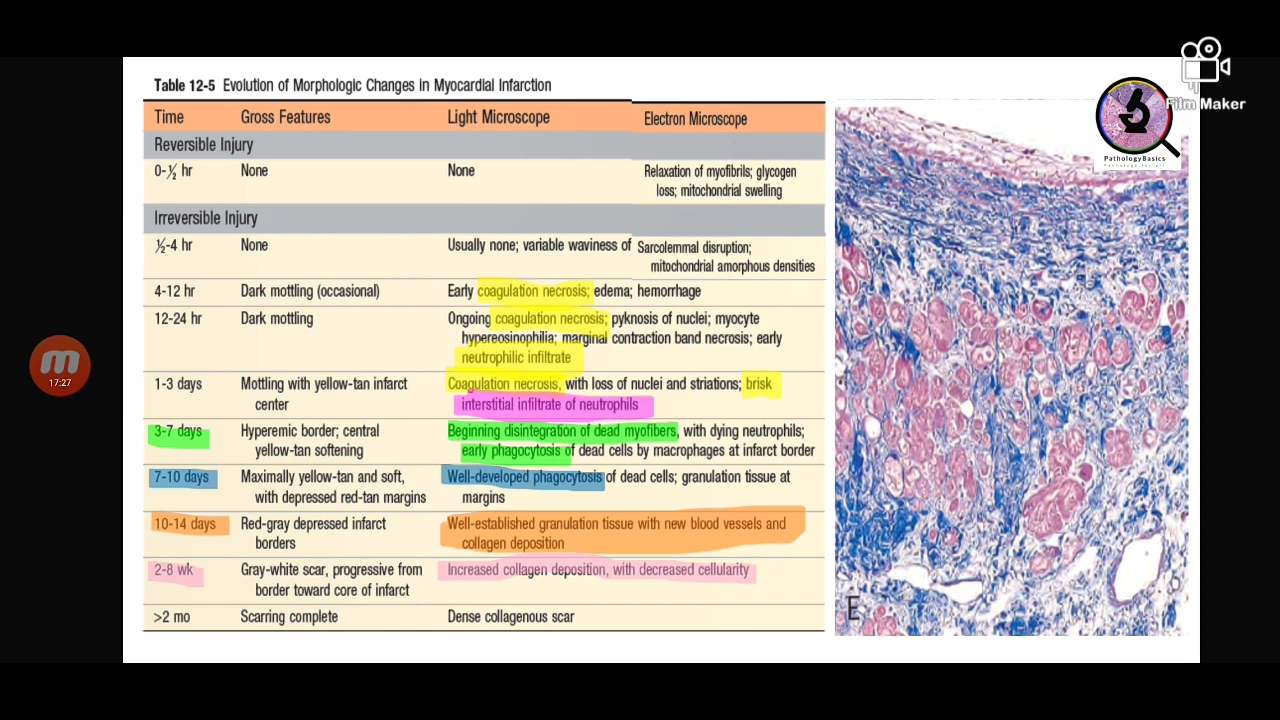 Table 12-5 Evolution of Morphologic Changes in Myocardial Infarction
Time Gross Features Light Microscope Electron Microscope
Reversible Injury
0-½ hr None None Relaxation of myofibrils; glycogen
loss; mitochondrial swelling
Irreversible Injury
½-4 hr None Usually none; variable waviness of Sarcolemmal disruption;
mitochondrial amorphous densities
4-12 hr Dark mottling (occasional) Early coagulation necrosis; edema; hemorrhage
12-24 hr Dark mottling Ongoing coagulation necrosis; pyknosis of nuclei; myocyte
hypereosinophilia; marginal contraction band necrosis; early
neutrophilic infiltrate
1-3 days Mottling with yellow-tan infarct Coagulation necrosis, with loss of nuclei and striations; brisk
center interstitial infiltrate of neutrophils
3-7 days Hyperemic border; central Beginning disintegration of dead myofibers, with dying neutrophils;
yellow-tan softening early phagocytosis of dead cells by macrophages at infarct border
7-10 days Maximally yellow-tan and soft, Well-developed phagocytosis of dead cells; granulation tissue at
with depressed red-tan margins margins
10-14 days Red-gray depressed infarct Well-established granulation tissue with new blood vessels and
borders collagen deposition
2-8 wk Gray-white scar, progressive from Increased collagen deposition, with decreased cellularity
border toward core of infarct
>2 mo Scarring complete Dense collagenous scar
E
Film Maker
PathologyBasics
Pathology for all
17:27